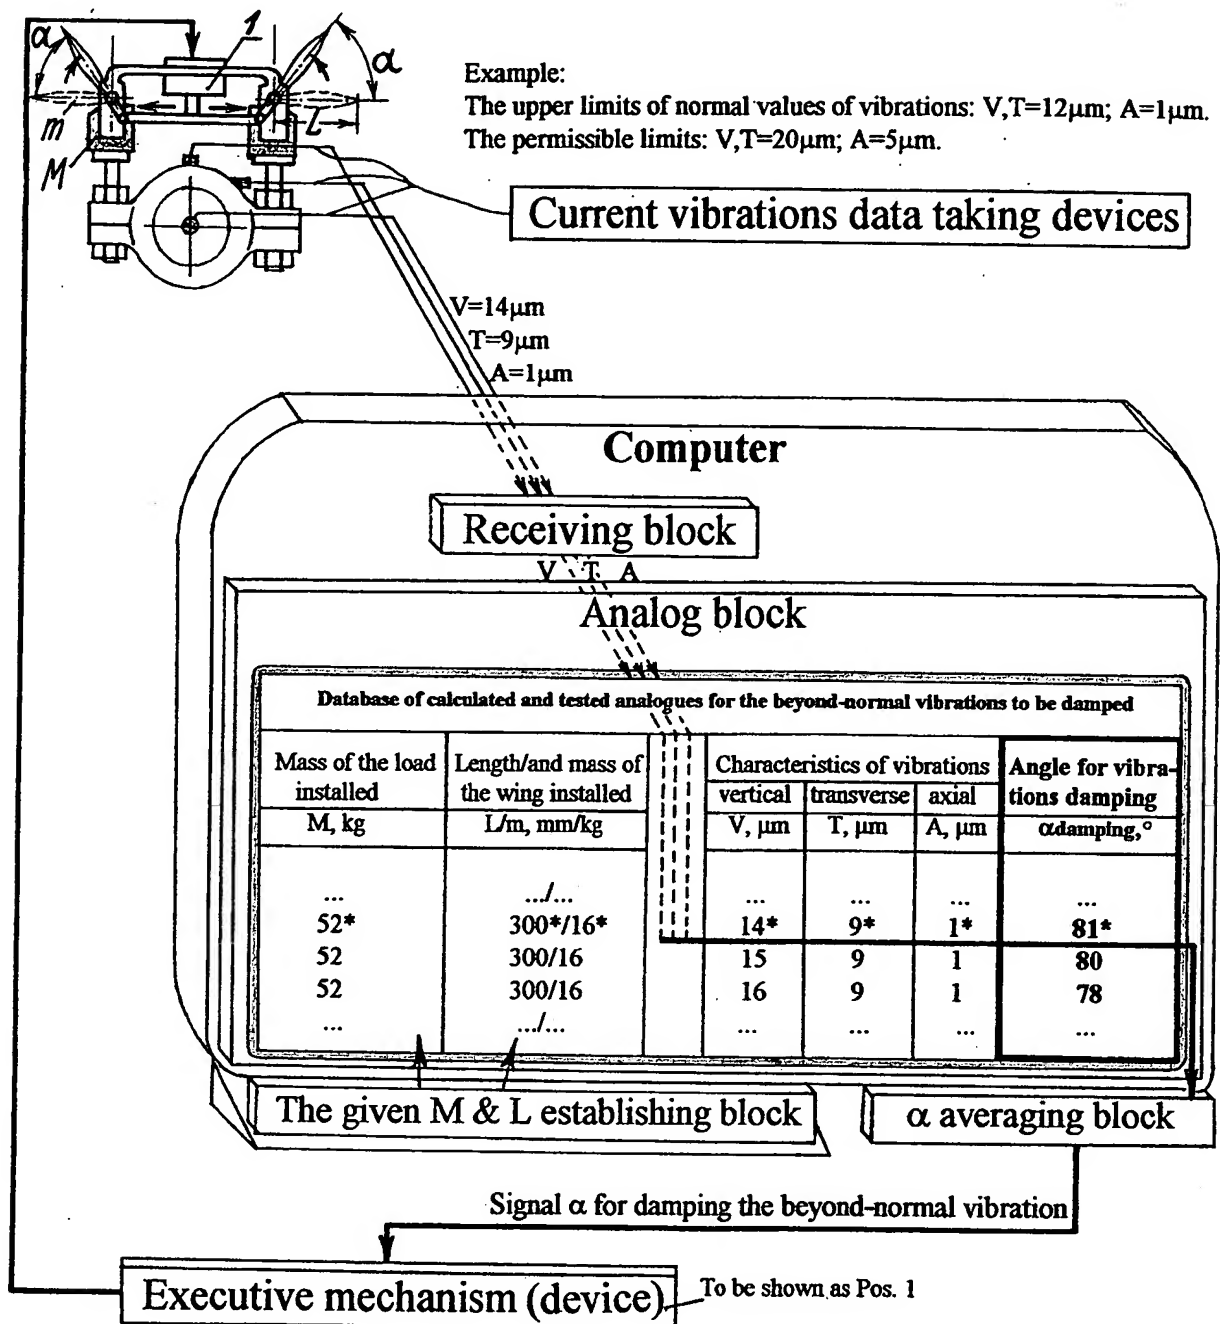 α
1
α
m
L
M
Example:
The upper limits of normal values of vibrations: V,T=12μm; A=1μm.
The permissible limits: V,T=20μm; A=5μm.
Current vibrations data taking devices
V=14μm
T=9μm
A=1μm
Computer
Receiving block
V T A
Analog block
Database of calculated and tested analogues for the beyond-normal vibrations to be damped
Mass of the load installed
M, kg
Length/and mass of the wing installed
L/m, mm/kg
Characteristics of vibrations
vertical transverse axial
V, μm T, μm A, μm
Angle for vibra-
tions damping
αdamping,°
... .../... ... ... ... ...
52* 300*/16* 14* 9* 1* 81*
52 300/16 15 9 1 80
52 300/16 16 9 1 78
... .../... ... ... ... ...
The given M & L establishing block
α averaging block
Signal α for damping the beyond-normal vibration
Executive mechanism (device)
To be shown as Pos. 1